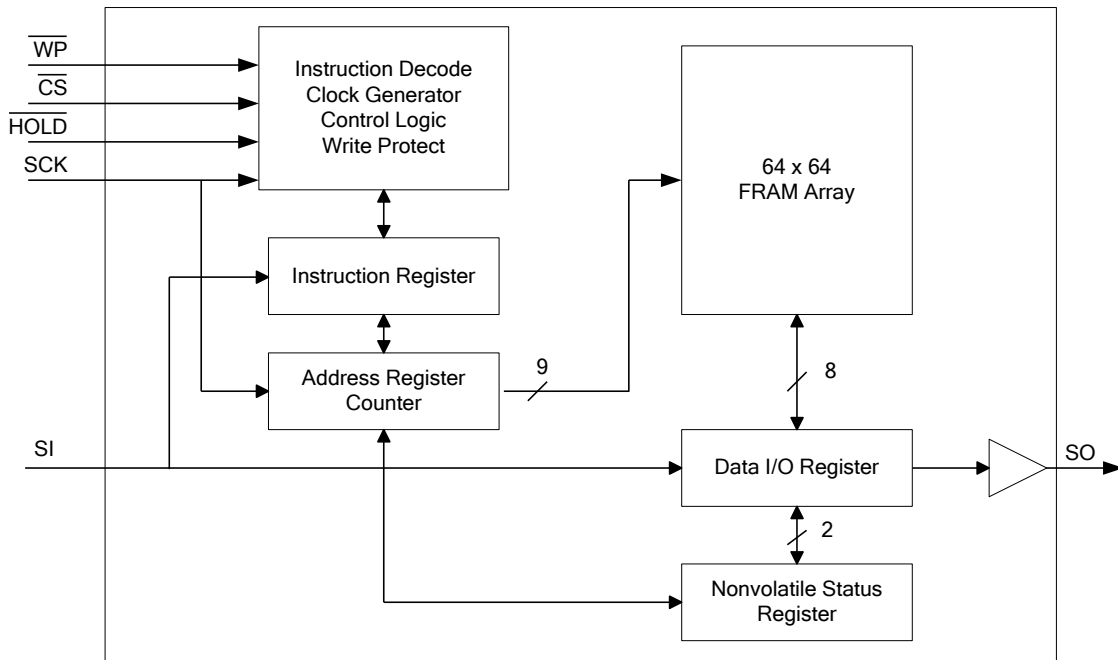 WP
CS
HOLD
SCK
Instruction Decode
Clock Generator
Control Logic
Write Protect
64 x 64
FRAM Array
Instruction Register
Address Register
Counter
9
8
SI
Data I/O Register
SO
2
Nonvolatile Status
Register